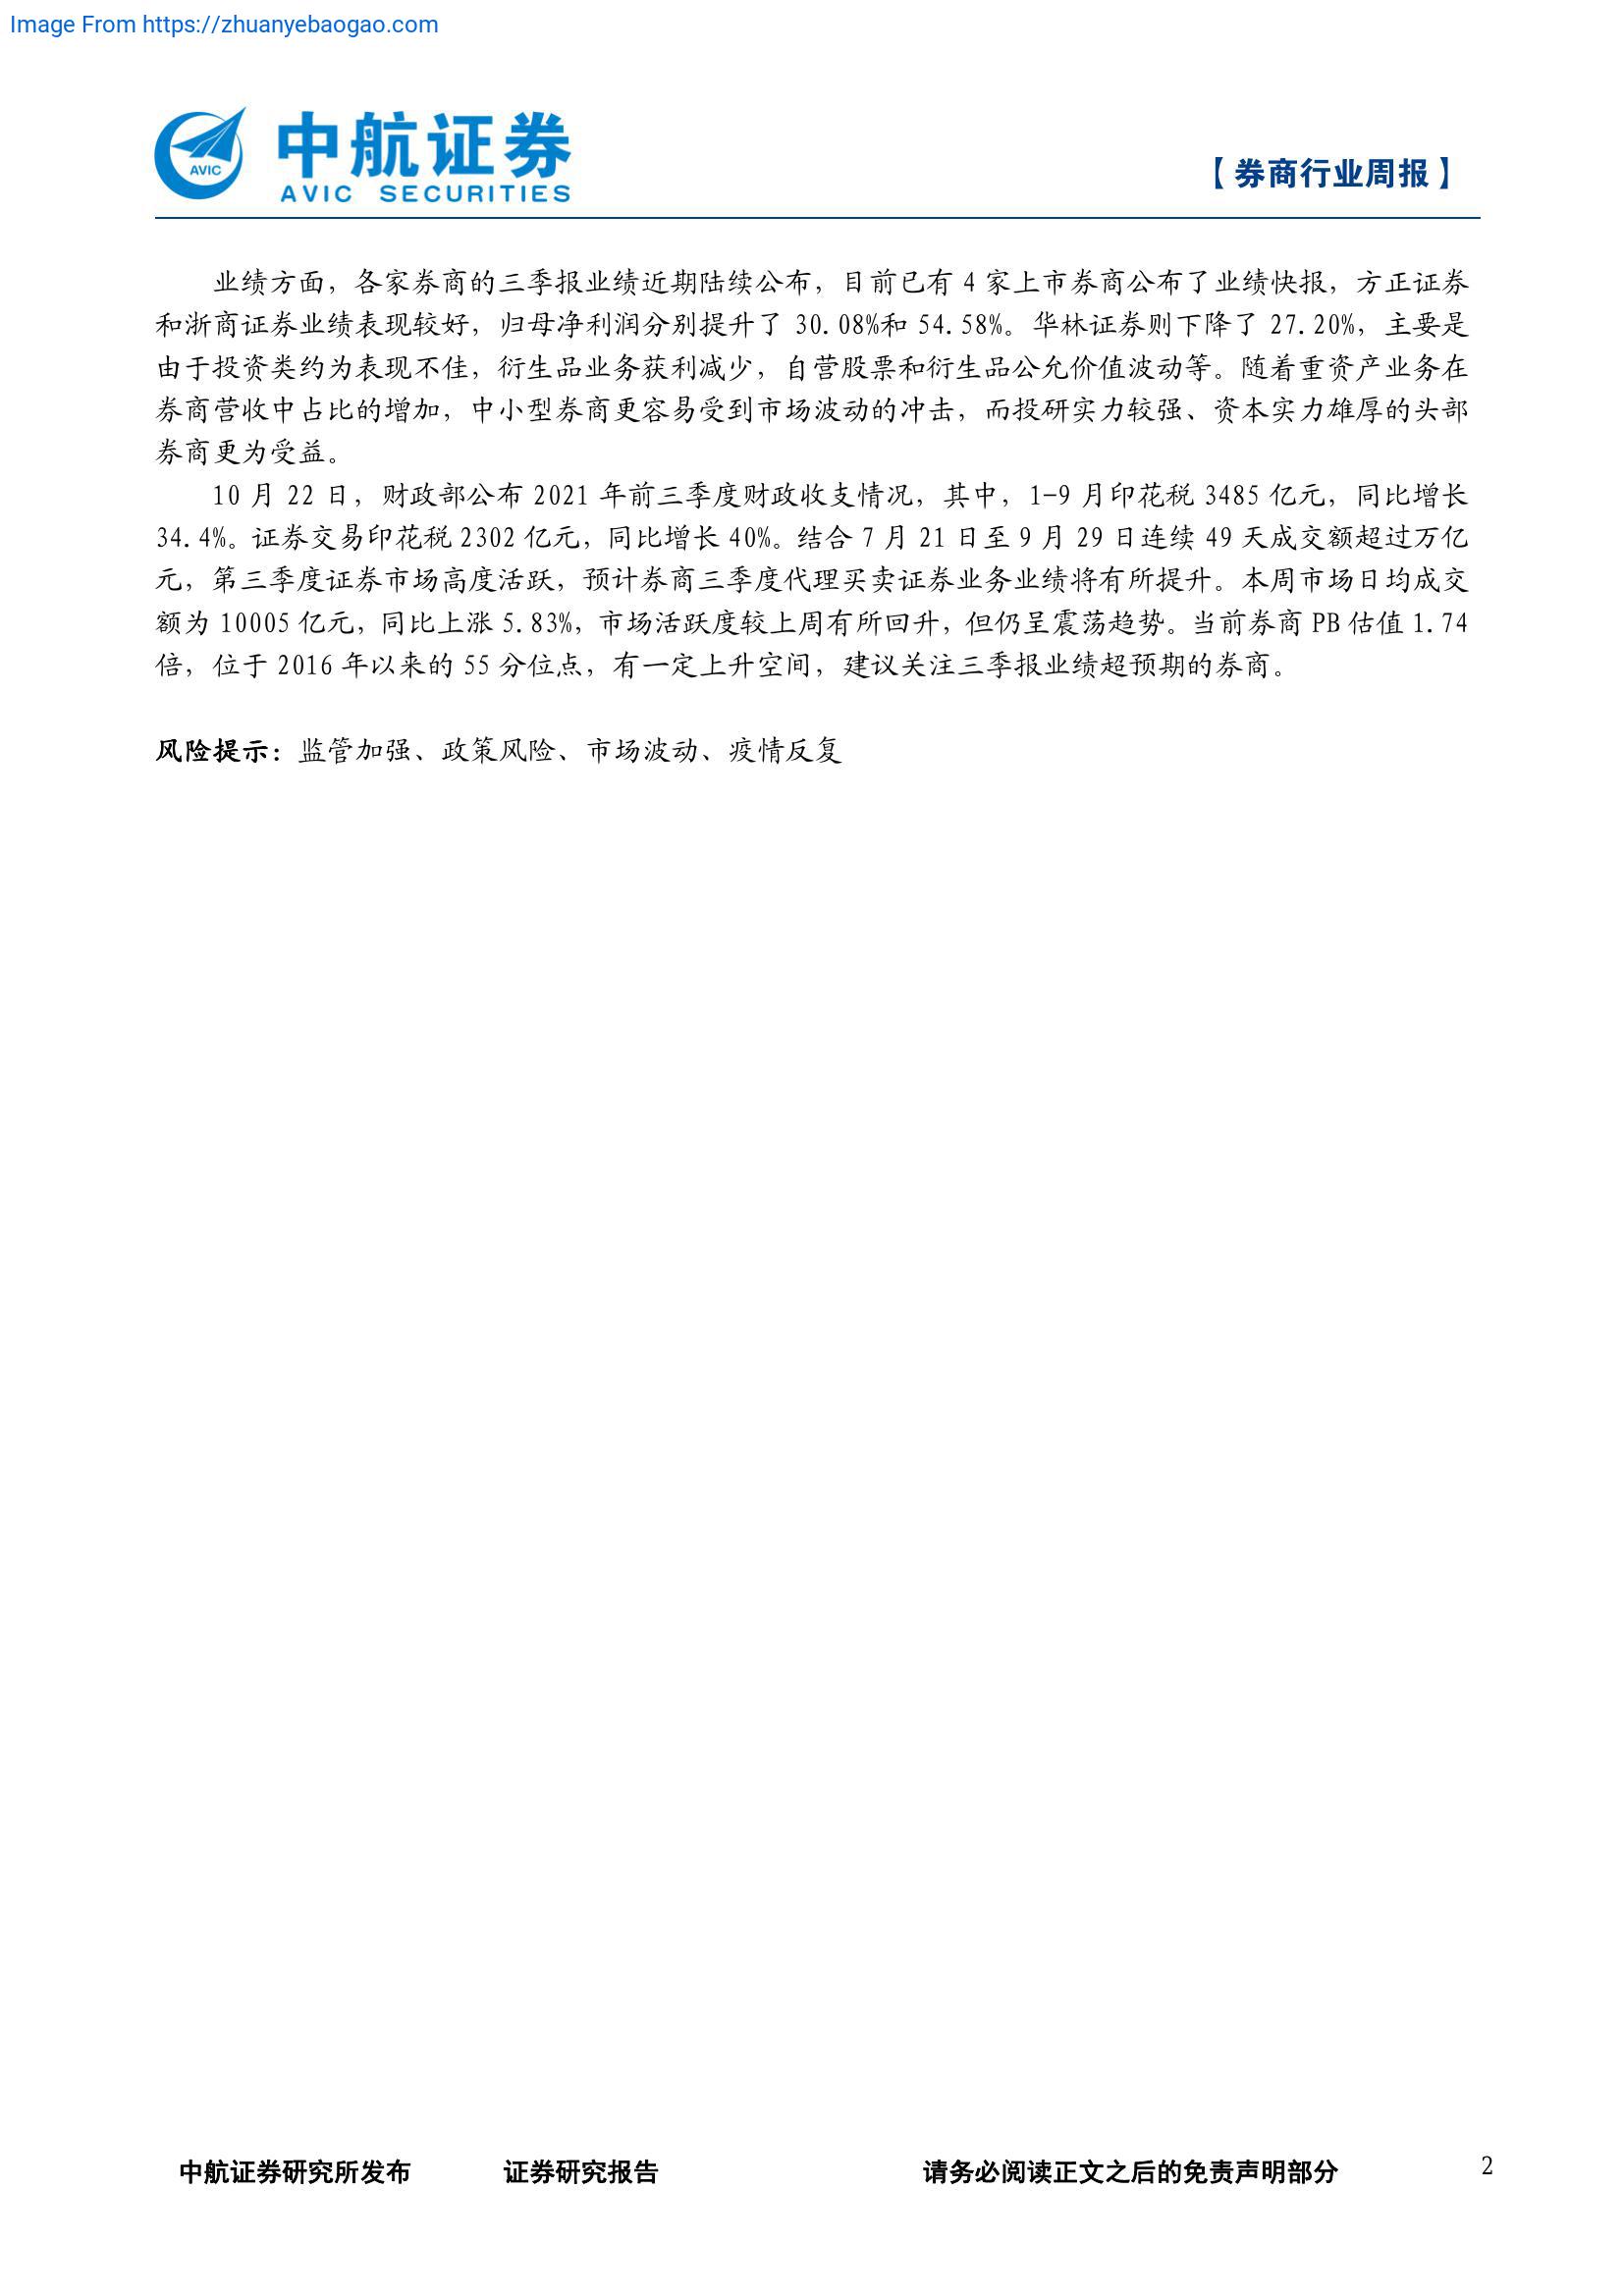 Image From https://zhuanyebaogao.com
AVIC
中航证券
AVIC SECURITIES
【券商行业周报】
业绩方面，各家券商的三季报业绩近期陆续公布，目前已有 4 家上市券商公布了业绩快报，方正证券
和浙商证券业绩表现较好，归母净利润分别提升了 30.08%和 54.58%。华林证券则下降了 27.20%，主要是
由于投资类约为表现不佳，衍生品业务获利减少，自营股票和衍生品公允价值波动等。随着重资产业务在
券商营收中占比的增加，中小型券商更容易受到市场波动的冲击，而投研实力较强、资本实力雄厚的头部
券商更为受益。
10 月 22 日，财政部公布 2021 年前三季度财政收支情况，其中，1-9 月印花税 3485 亿元，同比增长
34.4%。证券交易印花税 2302 亿元，同比增长 40%。结合 7 月 21 日至 9 月 29 日连续 49 天成交额超过万亿
元，第三季度证券市场高度活跃，预计券商三季度代理买卖证券业务业绩将有所提升。本周市场日均成交
额为 10005 亿元，同比上涨 5.83%，市场活跃度较上周有所回升，但仍呈震荡趋势。当前券商 PB 估值 1.74
倍，位于 2016 年以来的 55 分位点，有一定上升空间，建议关注三季报业绩超预期的券商。
风险提示：监管加强、政策风险、市场波动、疫情反复
中航证券研究所发布 证券研究报告 请务必阅读正文之后的免责声明部分 2